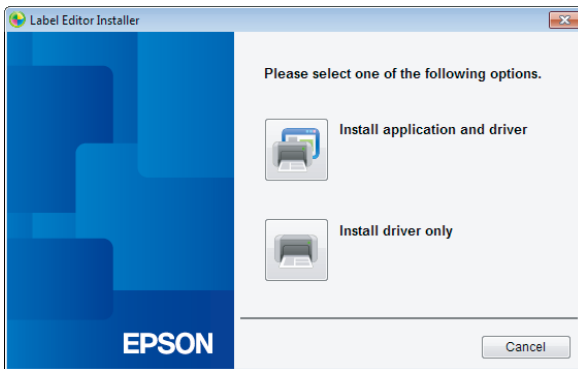 Label Editor Installer
Please select one of the following options.
Install application and driver
Install driver only
EPSON
Cancel